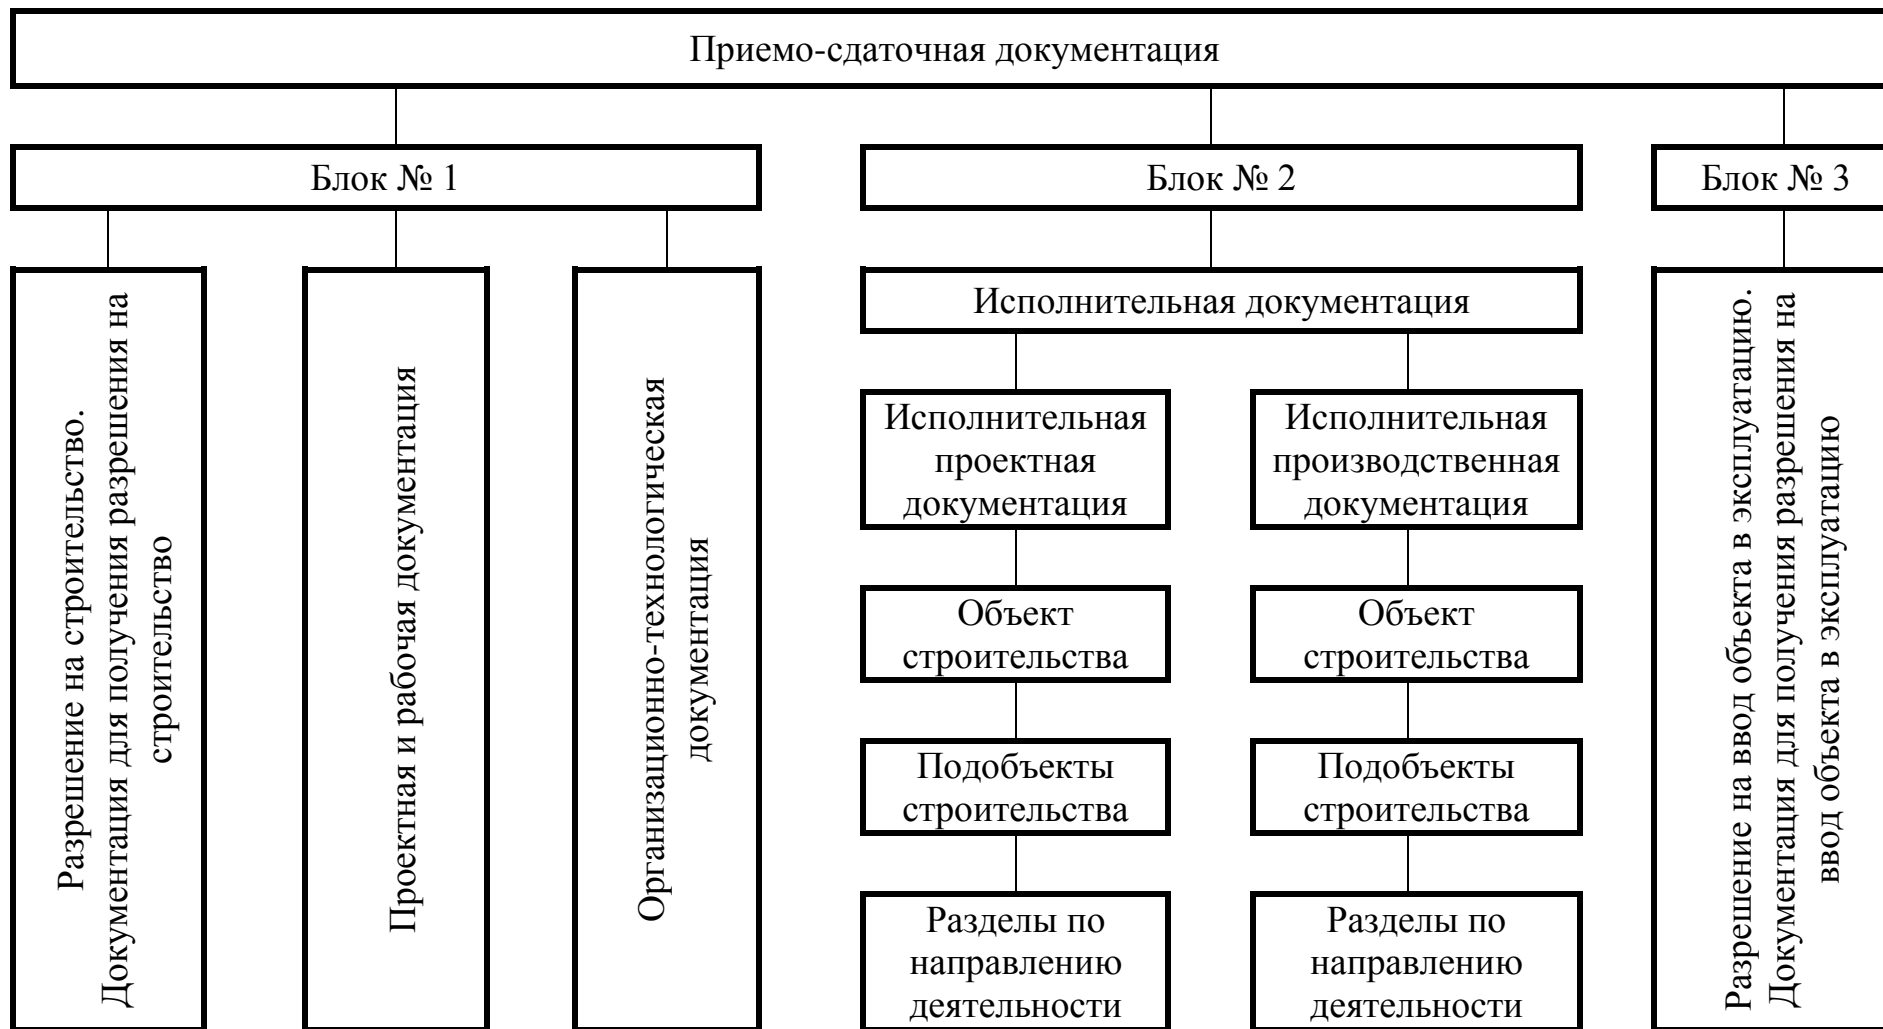 Приемо-сдаточная документация
Блок № 1
Блок № 2
Блок № 3
Разрешение на строительство.
Документация для получения разрешения на
строительство
Проектная и рабочая документация
Организационно-технологическая
документация
Исполнительная документация
Исполнительная
проектная
документация
Объект
строительства
Подобъекты
строительства
Разделы по
направлению
деятельности
Исполнительная
производственная
документация
Объект
строительства
Подобъекты
строительства
Разделы по
направлению
деятельности
Разрешение на ввод объекта в эксплуатацию.
Документация для получения разрешения на
ввод объекта в эксплуатацию